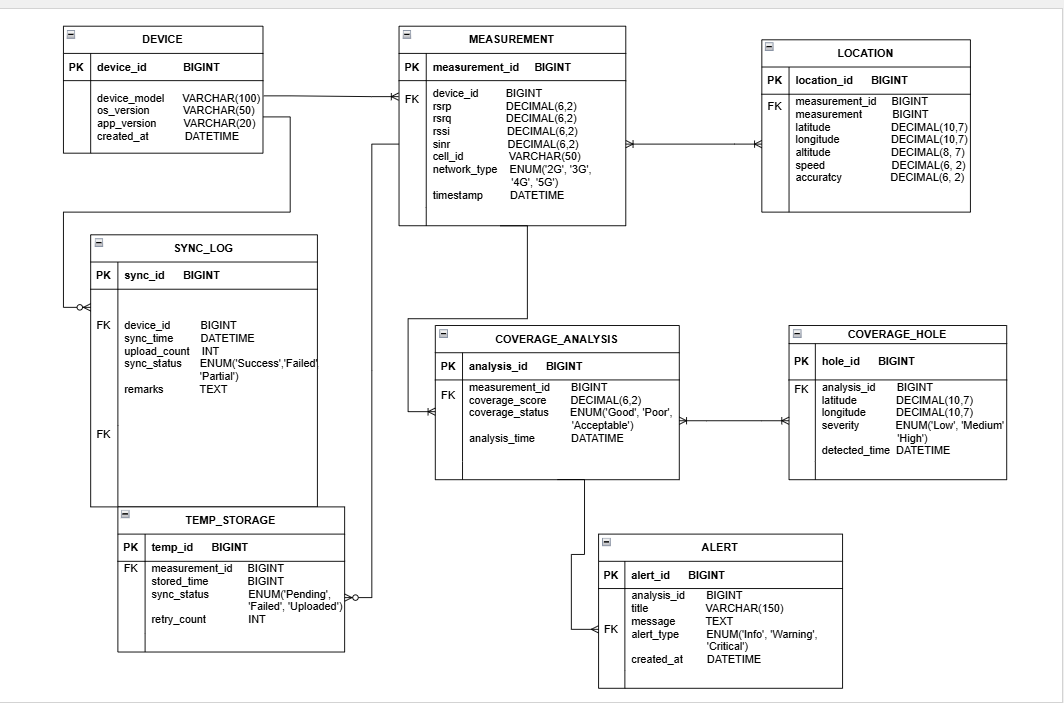 DEVICE
PK device_id BIGINT
device_model VARCHAR(100)
os_version VARCHAR(50)
app_version VARCHAR(20)
created_at DATETIME
MEASUREMENT
PK measurement_id BIGINT
FK device_id BIGINT
rsrp DECIMAL(6,2)
rsrq DECIMAL(6,2)
rssi DECIMAL(6,2)
sinr DECIMAL(6,2)
cell_id VARCHAR(50)
network_type ENUM('2G', '3G',
'4G', '5G')
timestamp DATETIME
LOCATION
PK location_id BIGINT
FK measurement_id BIGINT
measurement BIGINT
latitude DECIMAL(10,7)
longitude DECIMAL(10,7)
altitude DECIMAL(8, 7)
speed DECIMAL(6, 2)
accuratcy DECIMAL(6, 2)
SYNC_LOG
PK sync_id BIGINT
FK device_id BIGINT
sync_time DATETIME
upload_count INT
sync_status ENUM('Success','Failed'
'Partial')
remarks TEXT
FK
COVERAGE_ANALYSIS
PK analysis_id BIGINT
FK measurement_id BIGINT
coverage_score DECIMAL(6,2)
coverage_status ENUM('Good', 'Poor',
'Acceptable')
analysis_time DATATIME
COVERAGE_HOLE
PK hole_id BIGINT
FK analysis_id BIGINT
latitude DECIMAL(10,7)
longitude DECIMAL(10,7)
severity ENUM('Low', 'Medium'
'High')
detected_time DATETIME
TEMP_STORAGE
PK temp_id BIGINT
FK measurement_id BIGINT
stored_time BIGINT
sync_status ENUM('Pending',
'Failed', 'Uploaded')
retry_count INT
ALERT
PK alert_id BIGINT
analysis_id BIGINT
title VARCHAR(150)
message TEXT
FK alert_type ENUM('Info', 'Warning',
'Critical')
created_at DATETIME